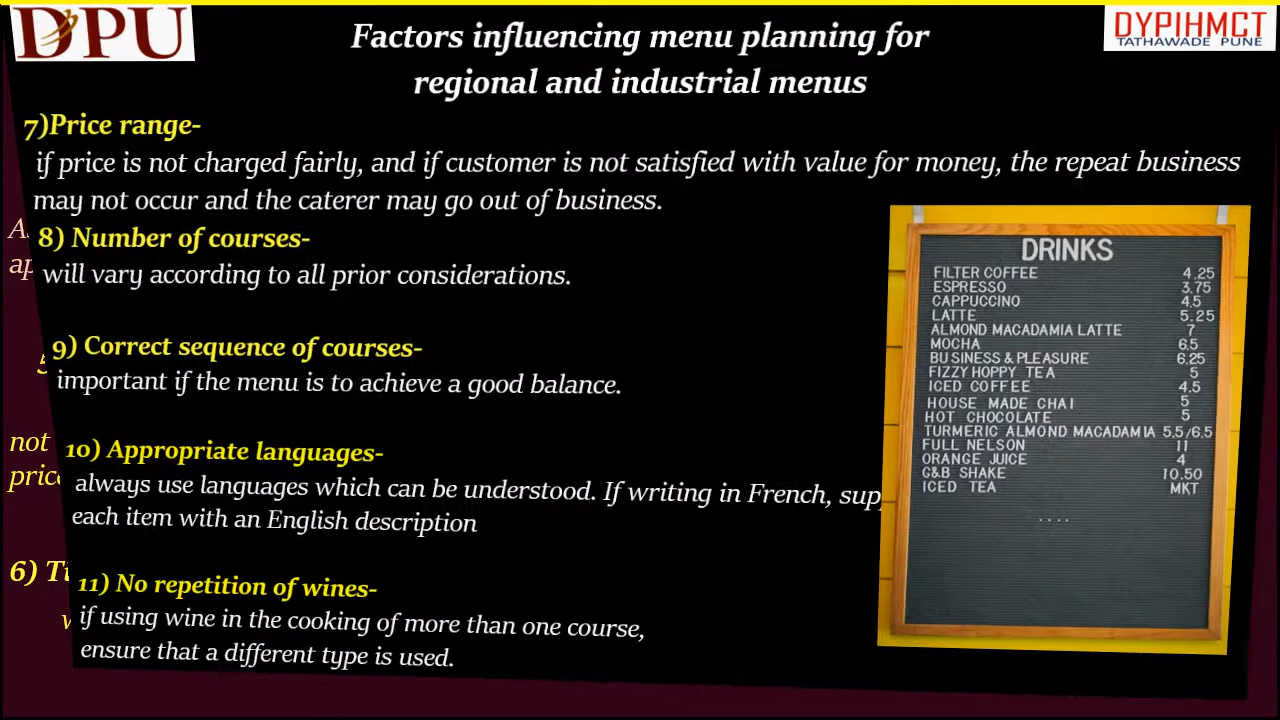 DPU
DYPIHMCT
TATHAWADE PUNE
Factors influencing menu planning for
regional and industrial menus
7)Price range-
if price is not charged fairly, and if customer is not satisfied with value for money, the repeat business
may not occur and the caterer may go out of business.
8) Number of courses-
will vary according to all prior considerations.
9) Correct sequence of courses-
important if the menu is to achieve a good balance.
10) Appropriate languages-
always use languages which can be understood. If writing in French,
each item with an English description
11) No repetition of wines-
if using wine in the cooking of more than one course,
ensure that a different type is used.
not
6)
DRINKS
FILTER COFFEE 4.25
ESPRESSO 3.75
CAPPUCCINO 4.5
LATTE 5.25
ALMOND MACADAMIA LATTE 7
MOCHA 6.5
BUSINESS & PLEASURE 6.25
FIZZY HOPPY TEA 5
ICED COFFEE 4.5
HOUSE MADE CHAI 5
HOT CHOCOLATE 5
TURMERIC ALMOND MACADAMIA 5.5/6.5
FULL NELSON 11
ORANGE JUICE 4
G&B SHAKE 10.50
ICED TEA MKT
....